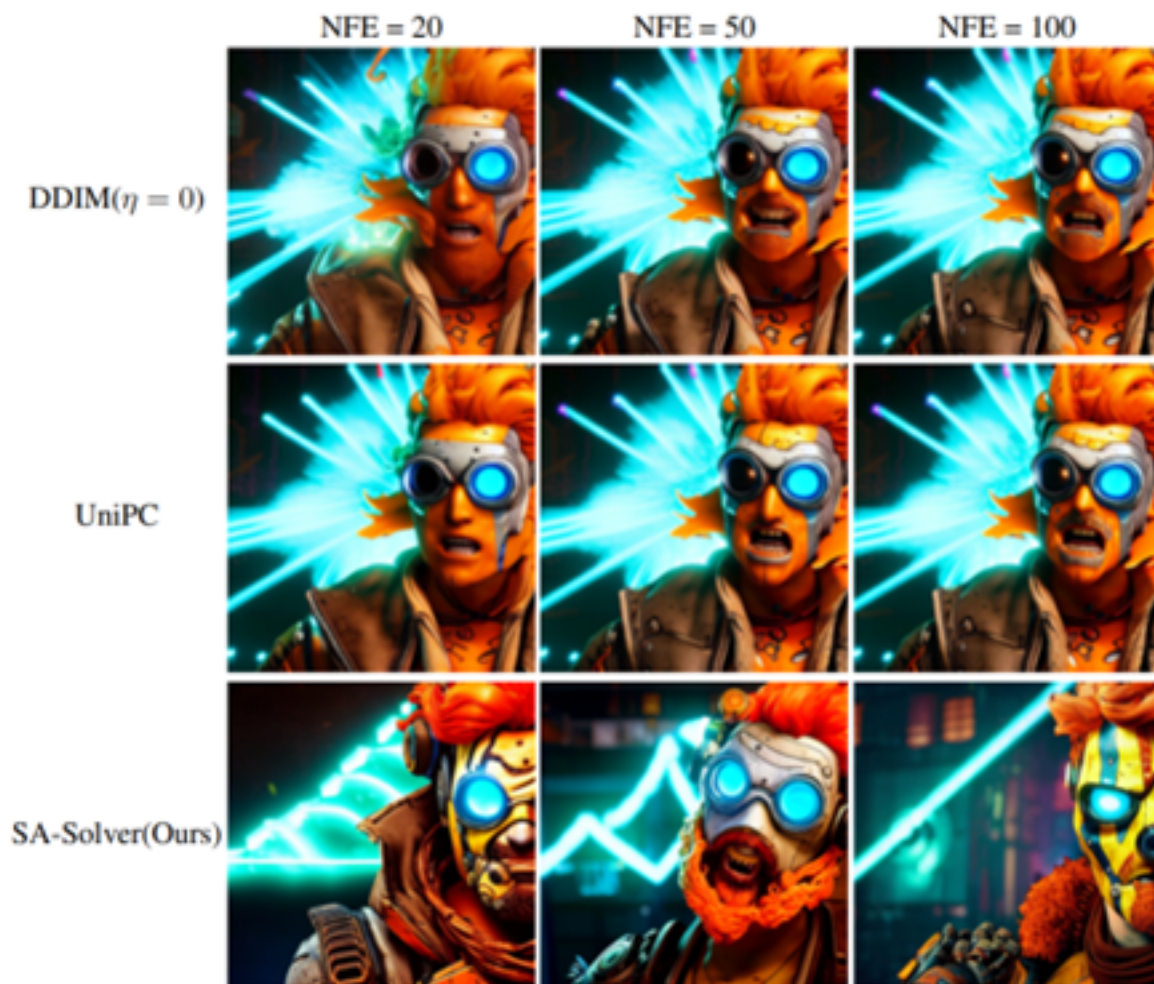 NFE = 20 NFE = 50 NFE = 100
DDIM(η = 0)
UniPC
SA-Solver(Ours)